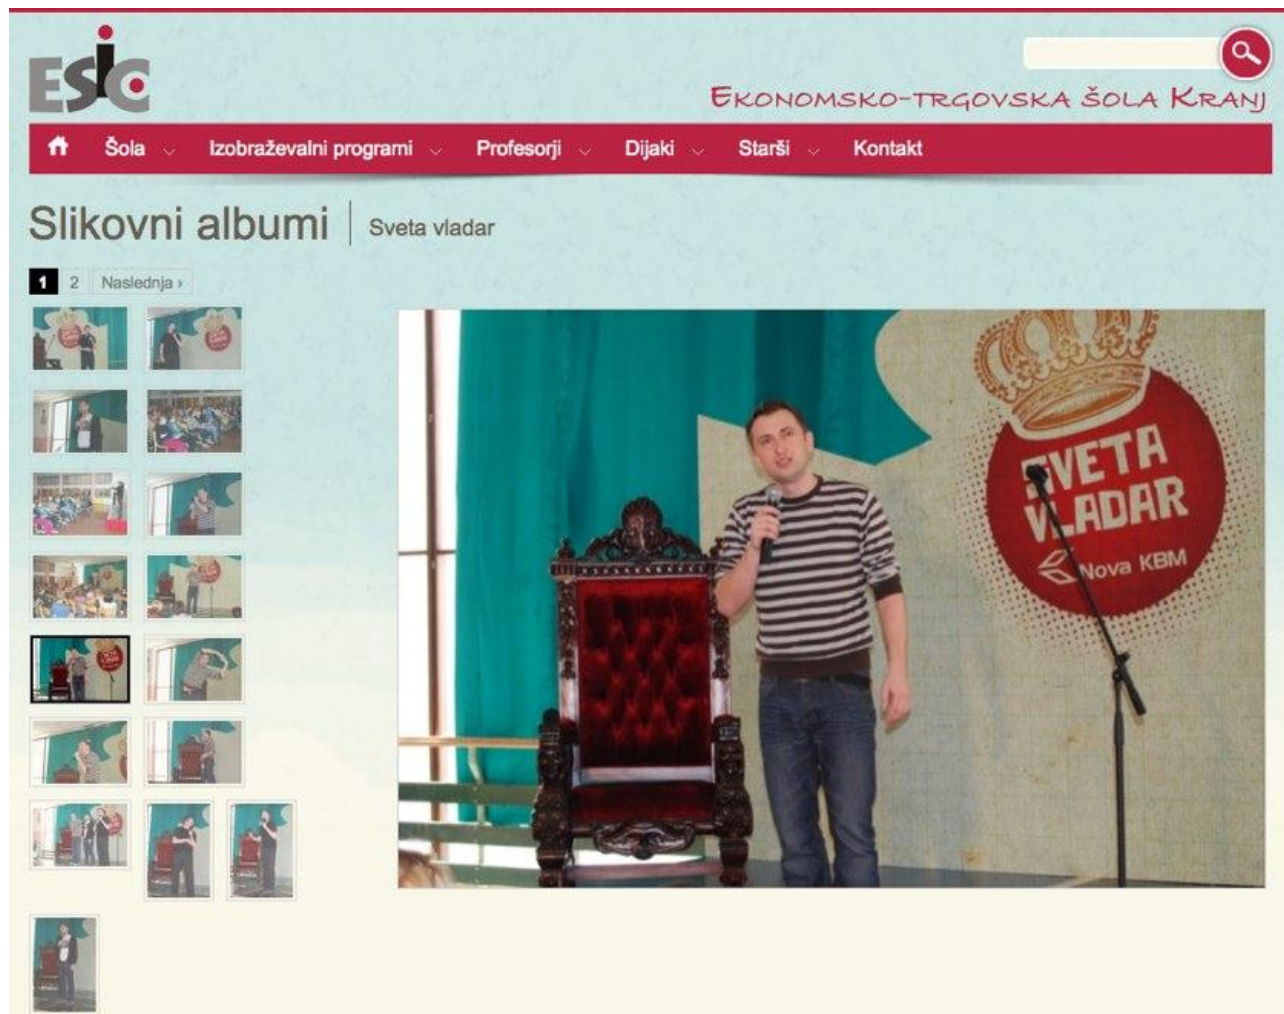 ESIC
EKONOMSKO-TRGOVSKA ŠOLA KRANJ
Šola
Izobraževalni programi
Profesorji
Dijaki
Starši
Kontakt
Slikovni albumi
Sveta vladar
1 2 Naslednja ›
SVETA
VLADAR
Nova KBM